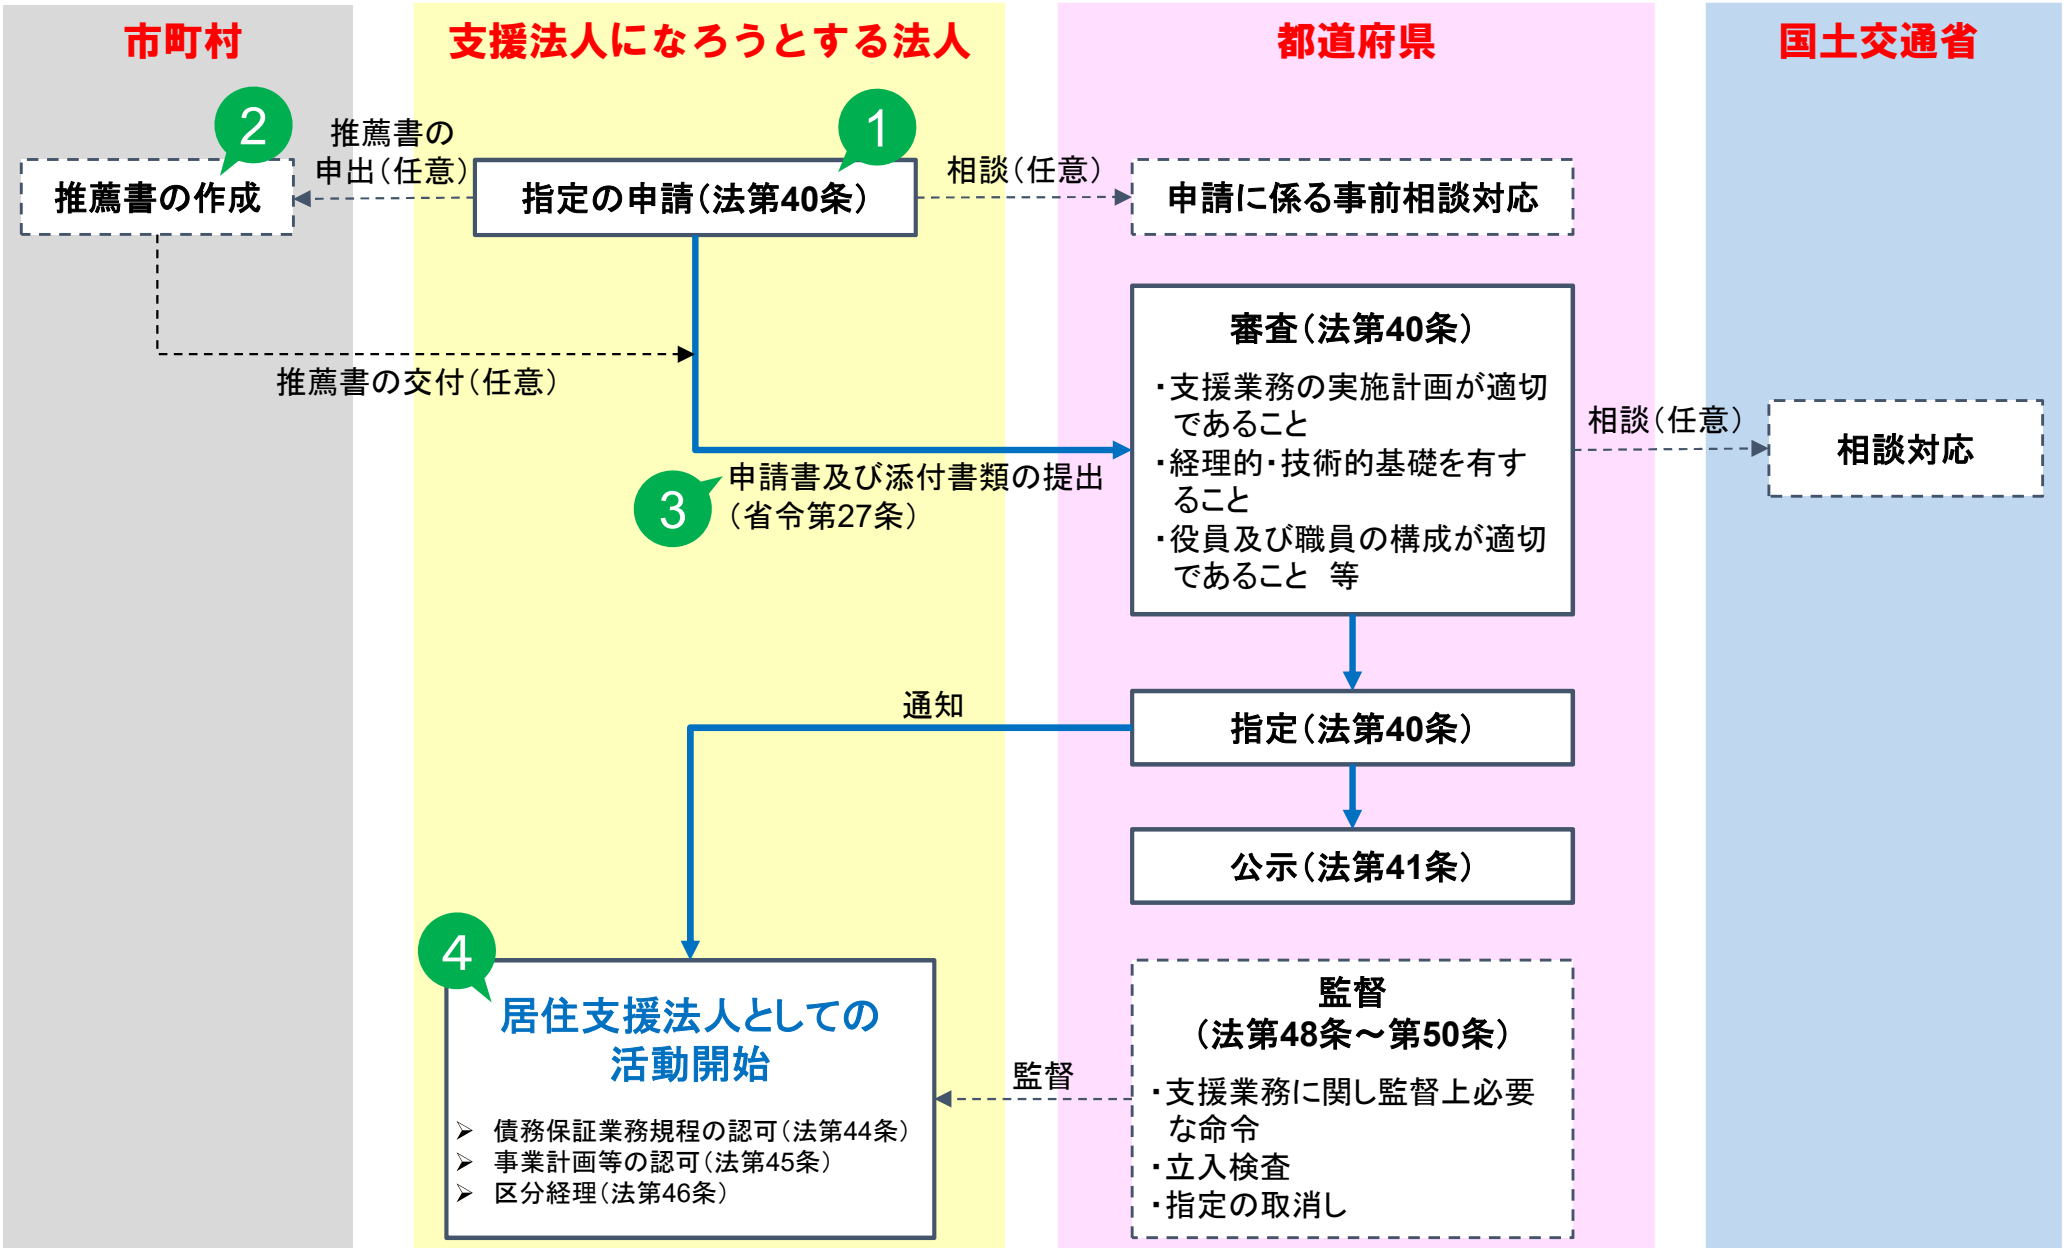 市町村
支援法人になろうとする法人
都道府県
国土交通省
2
推薦書の
申出(任意)
1
相談(任意)
推薦書の作成
指定の申請(法第40条)
申請に係る事前相談対応
推薦書の交付(任意)
審査(法第40条)
・支援業務の実施計画が適切
であること
・経理的・技術的基礎を有す
ること
・役員及び職員の構成が適切
であること　等
相談(任意)
相談対応
3
申請書及び添付書類の提出
(省令第27条)
通知
指定(法第40条)
公示(法第41条)
4
居住支援法人としての
活動開始
➢ 債務保証業務規程の認可(法第44条)
➢ 事業計画等の認可(法第45条)
➢ 区分経理(法第46条)
監督
監督
(法第48条～第50条)
・支援業務に関し監督上必要
な命令
・立入検査
・指定の取消し